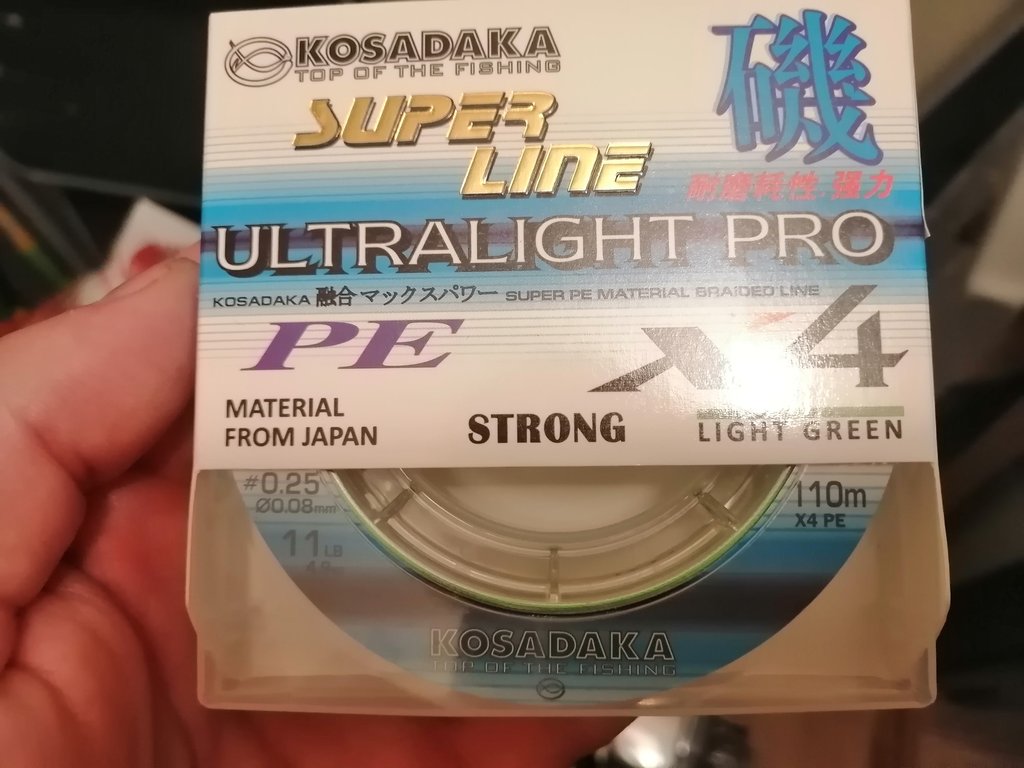 KOSADAKA
TOP OF THE FISHING
磯
SUPER
LINE
耐磨耗性 强力
ULTRALIGHT PRO
KOSADAKA 融合マックスパワー SUPER PE MATERIAL BRAIDED LINE
PE
X4
MATERIAL
FROM JAPAN
STRONG
LIGHT GREEN
#0.25
Ø0.08mm
110m
X4 PE
11LB
KOSADAKA
TOP OF THE FISHING